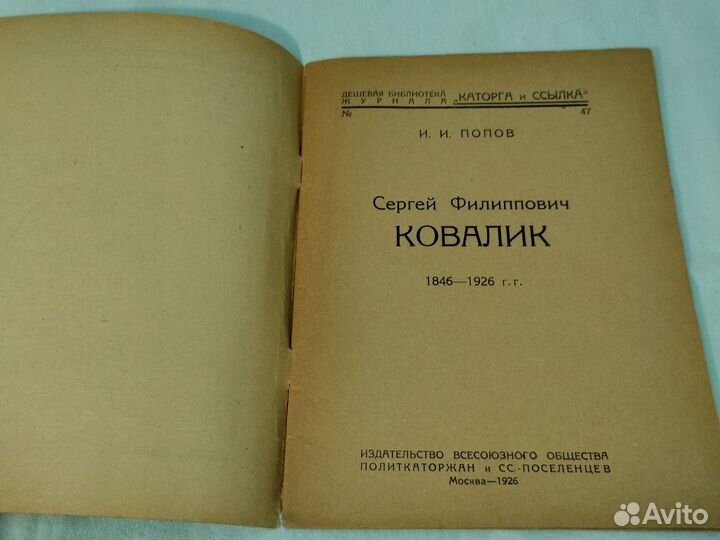 ДЕШЕВАЯ БИБЛИОТЕКА
ЖУРНАЛА „КАТОРГА и ССЫЛКА“
№ 47
И. И. ПОПОВ
Сергей Филиппович
КОВАЛИК
1846—1926 г.г.
ИЗДАТЕЛЬСТВО ВСЕСОЮЗНОГО ОБЩЕСТВА
ПОЛИТКАТОРЖАН и СС.-ПОСЕЛЕНЦЕВ
Москва—1926
Avito